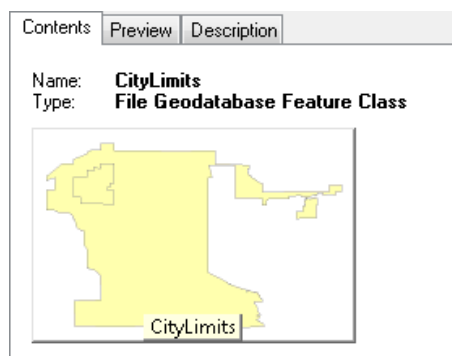 Contents Preview Description
Name: CityLimits
Type: File Geodatabase Feature Class
CityLimits